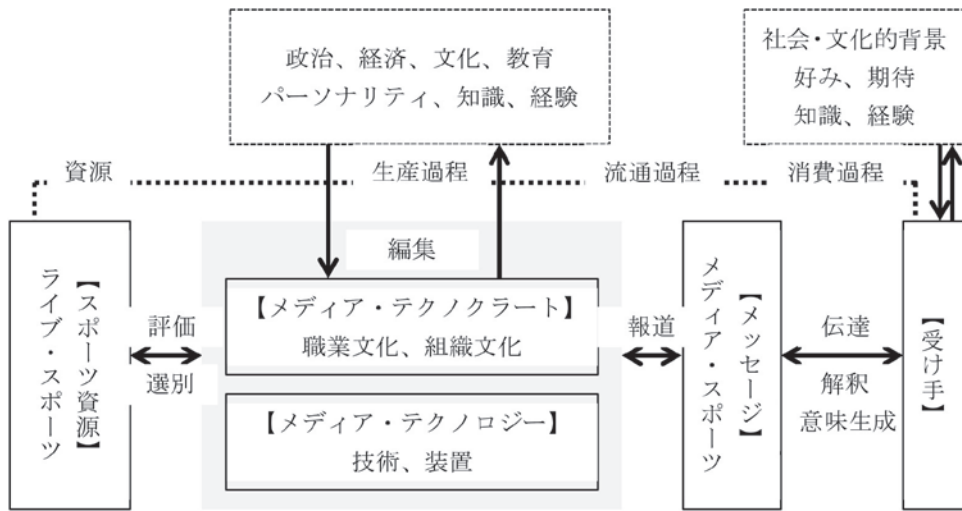 政治、経済、文化、教育
パーソナリティ、知識、経験
社会・文化的背景
好み、期待
知識、経験
資源
生産過程
流通過程
消費過程
【スポーツ資源】
ライブ・スポーツ
評価
選別
編集
【メディア・テクノクラート】
職業文化、組織文化
【メディア・テクノロジー】
技術、装置
報道
【メッセージ】
メディア・スポーツ
伝達
解釈
意味生成
【受け手】